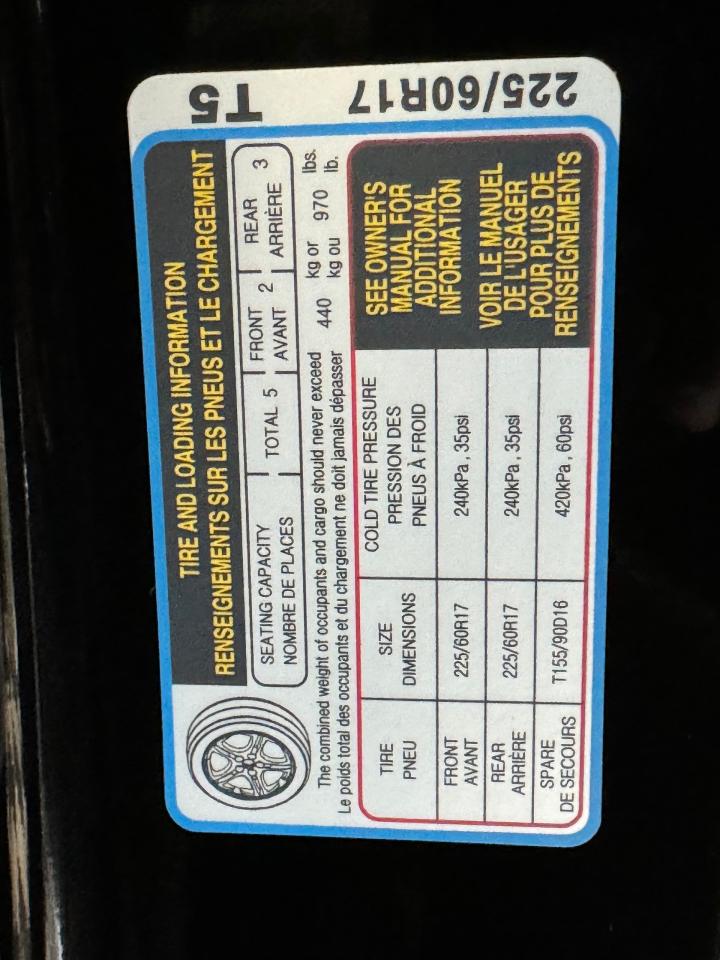 TIRE AND LOADING INFORMATION
RENSEIGNEMENTS SUR LES PNEUS ET LE CHARGEMENT
SEATING CAPACITY
NOMBRE DE PLACES
TOTAL 5
FRONT
AVANT
2
REAR
ARRIÈRE
3
The combined weight of occupants and cargo should never exceed 440 kg or 970 lbs.
Le poids total des occupants et du chargement ne doit jamais dépasser kg ou lb.
TIRE
PNEU
SIZE
DIMENSIONS
COLD TIRE PRESSURE
PRESSION DES
PNEUS À FROID
FRONT
AVANT
225/60R17
240kPa , 35psi
REAR
ARRIÈRE
225/60R17
240kPa , 35psi
SPARE
DE SECOURS
T155/90D16
420kPa , 60psi
SEE OWNER'S
MANUAL FOR
ADDITIONAL
INFORMATION
VOIR LE MANUEL
DE L'USAGER
POUR PLUS DE
RENSEIGNEMENTS
T5
225/60R17